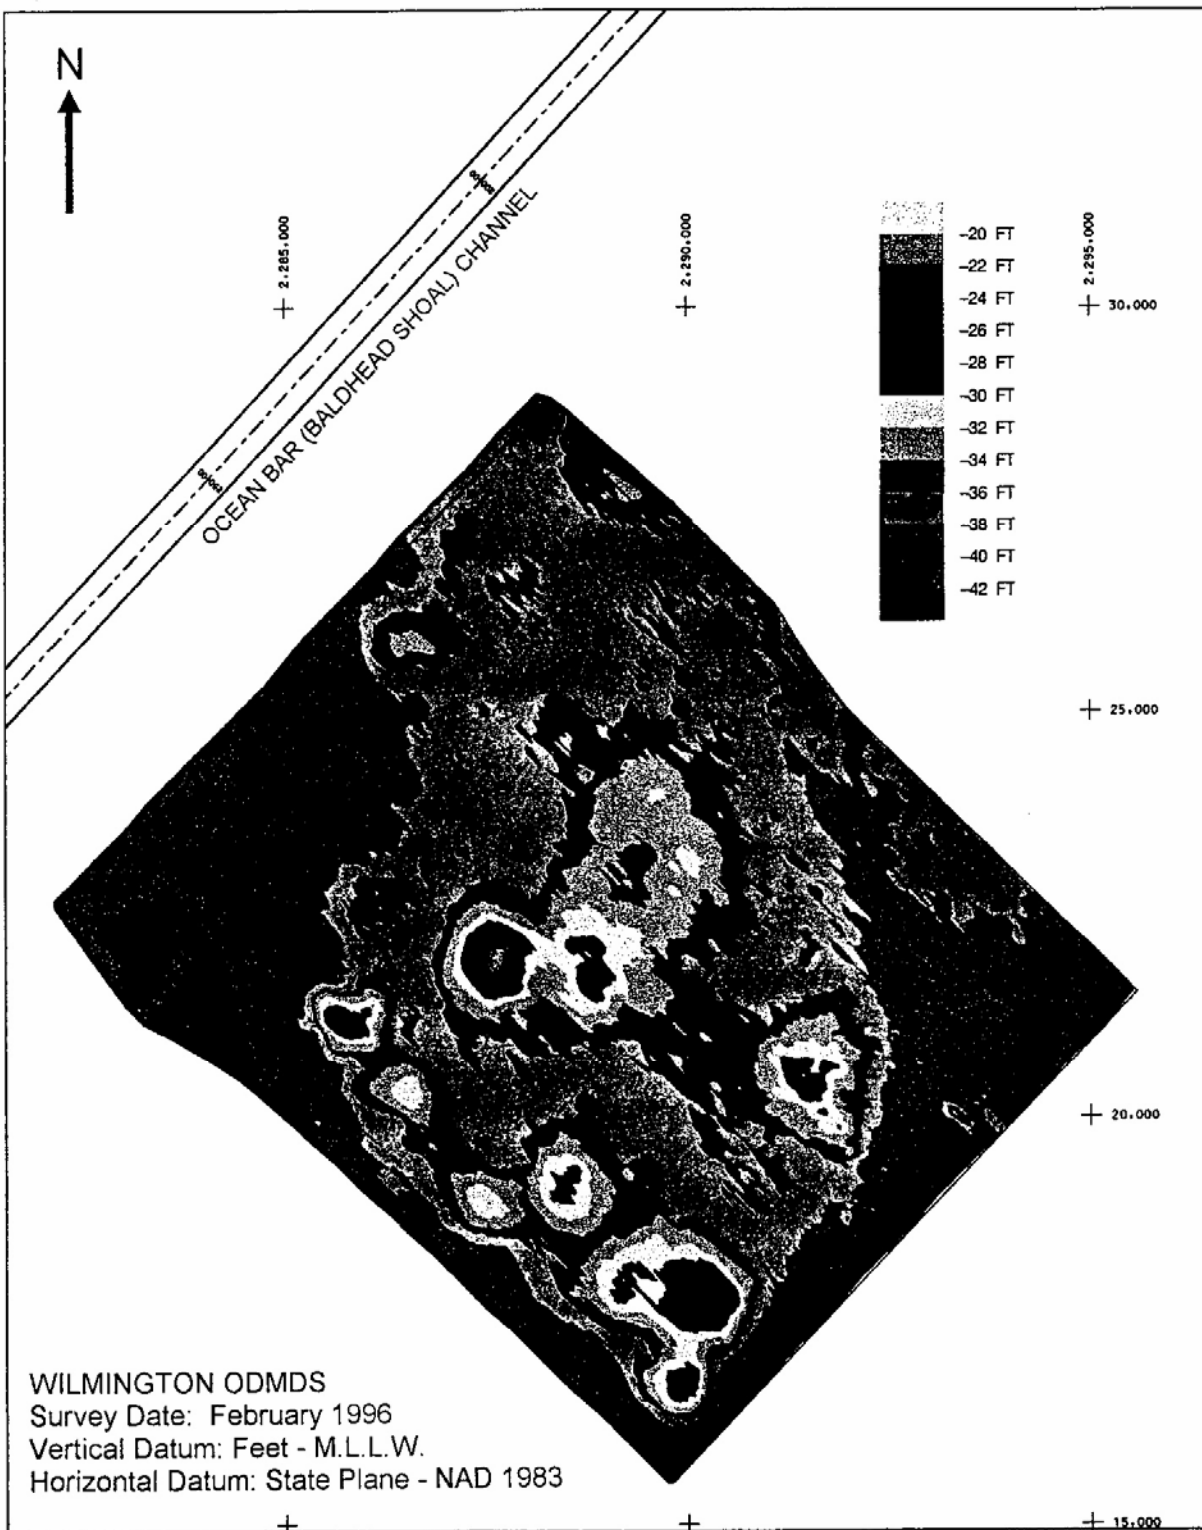 N
OCEAN BAR (BALDHEAD SHOAL) CHANNEL
2.285.000
2.290.000
2.295.000
30.000
-20 FT
-22 FT
-24 FT
-26 FT
-28 FT
-30 FT
-32 FT
-34 FT
-36 FT
-38 FT
-40 FT
-42 FT
25.000
20.000
15.000
WILMINGTON ODMDS
Survey Date: February 1996
Vertical Datum: Feet - M.L.L.W.
Horizontal Datum: State Plane - NAD 1983